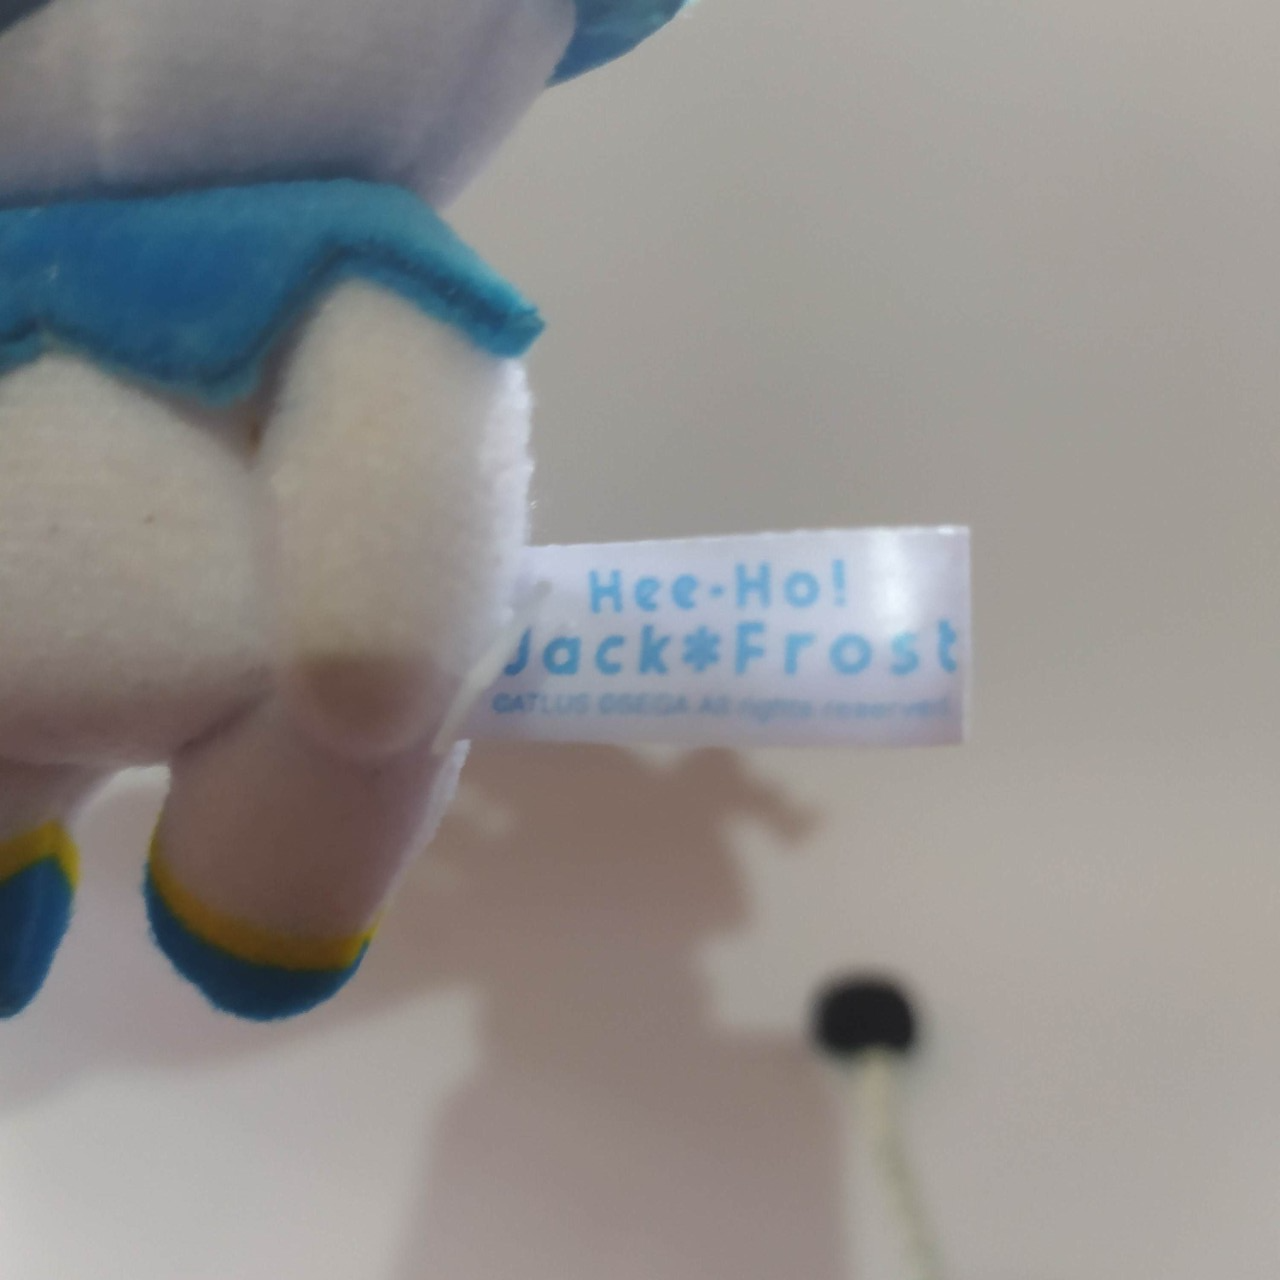 Hee-Ho!
Jack*Frost
©ATLUS ©SEGA All rights reserved.